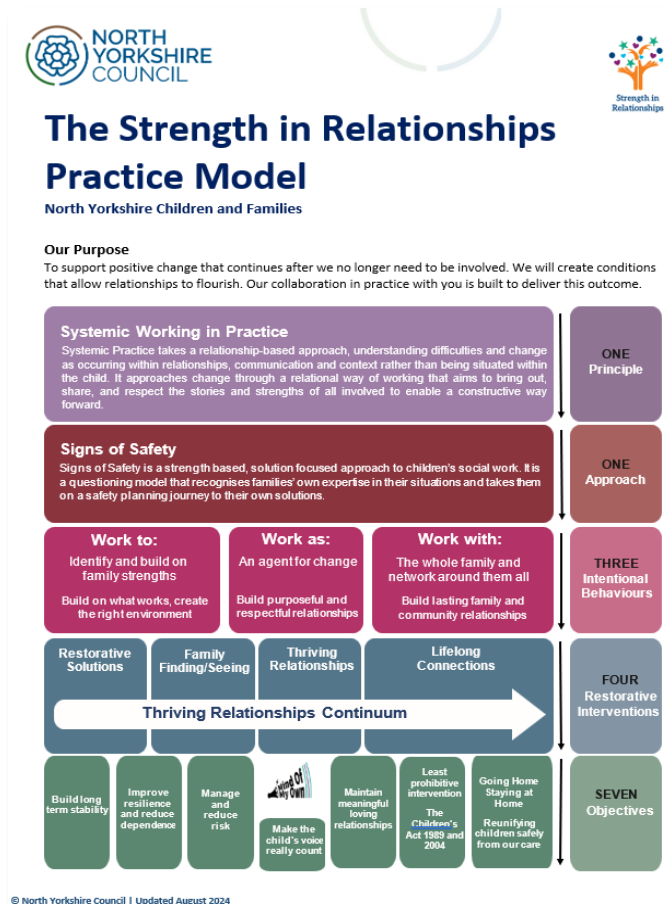 NORTH
YORKSHIRE
COUNCIL
Strength in
Relationships
The Strength in Relationships
Practice Model
North Yorkshire Children and Families
Our Purpose
To support positive change that continues after we no longer need to be involved. We will create conditions
that allow relationships to flourish. Our collaboration in practice with you is built to deliver this outcome.
Systemic Working in Practice
Systemic Practice takes a relationship-based approach, understanding difficulties and change
as occurring within relationships, communication and context rather than being situated within
the child. It approaches change through a relational way of working that aims to bring out,
share, and respect the stories and strengths of all involved to enable a constructive way
forward.
ONE
Principle
Signs of Safety
Signs of Safety is a strength based, solution focused approach to children's social work. It is
a questioning model that recognises families' own expertise in their situations and takes them
on a safety planning journey to their own solutions.
ONE
Approach
Work to:
Identify and build on
family strengths
Build on what works, create
the right environment
Work as:
An agent for change
Build purposeful and
respectful relationships
Work with:
The whole family and
network around them all
Build lasting family and
community relationships
THREE
Intentional
Behaviours
Restorative
Solutions
Family
Finding/Seeing
Thriving
Relationships
Lifelong
Connections
Thriving Relationships Continuum
FOUR
Restorative
Interventions
Build long
term stability
Improve
resilience
and reduce
dependence
Manage
and
reduce
risk
Mind Of
My Own
Make the
child's voice
really count
Maintain
meaningful
loving
relationships
Least
prohibitive
intervention
The
Children's
Act 1989 and
2004
Going Home
Staying at
Home
Reunifying
children safely
from our care
SEVEN
Objectives
© North Yorkshire Council | Updated August 2024